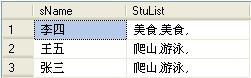 sName StuList
1 李四 美食,美食,
2 王五 爬山,游泳,
3 张三 爬山,游泳,